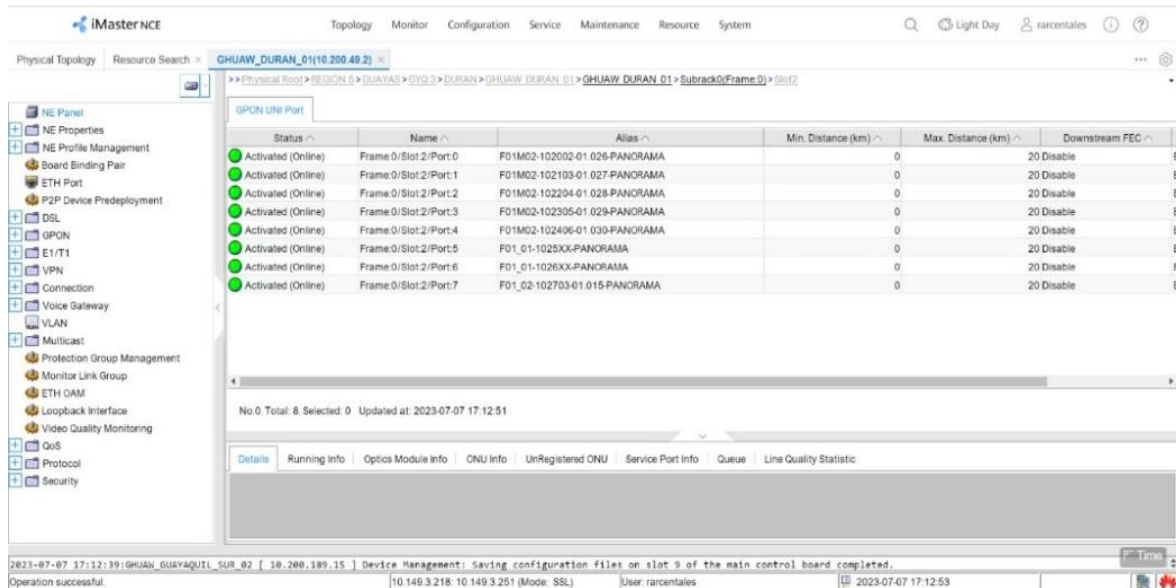 iMaster NCE Topology Monitor Configuration Service Maintenance Resource System Light Day rarcentales
Physical Topology Resource Search × GHUAW_DURAN_01(10.200.49.2) ×
>>Physical Root>REGION 5>GUAYAS>GYQ 3>DURAN>GHUAW DURAN 01>GHUAW DURAN 01>Subrack0(Frame:0)>Slot2
NE Panel
NE Properties
NE Profile Management
Board Binding Pair
ETH Port
P2P Device Predeployment
DSL
GPON
E1/T1
VPN
Connection
Voice Gateway
VLAN
Multicast
Protection Group Management
Monitor Link Group
ETH OAM
Loopback Interface
Video Quality Monitoring
QoS
Protocol
Security
GPON UNI Port
Status Name Alias Min. Distance (km) Max. Distance (km) Downstream FEC
Activated (Online) Frame:0/Slot:2/Port:0 F01M02-102002-01.026-PANORAMA 0 20 Disable
Activated (Online) Frame:0/Slot:2/Port:1 F01M02-102103-01.027-PANORAMA 0 20 Disable
Activated (Online) Frame:0/Slot:2/Port:2 F01M02-102204-01.028-PANORAMA 0 20 Disable
Activated (Online) Frame:0/Slot:2/Port:3 F01M02-102305-01.029-PANORAMA 0 20 Disable
Activated (Online) Frame:0/Slot:2/Port:4 F01M02-102406-01.030-PANORAMA 0 20 Disable
Activated (Online) Frame:0/Slot:2/Port:5 F01_01-1025XX-PANORAMA 0 20 Disable
Activated (Online) Frame:0/Slot:2/Port:6 F01_01-1026XX-PANORAMA 0 20 Disable
Activated (Online) Frame:0/Slot:2/Port:7 F01_02-102703-01.015-PANORAMA 0 20 Disable
No.0, Total: 8, Selected: 0 Updated at: 2023-07-07 17:12:51
Details Running Info Optics Module Info ONU Info UnRegistered ONU Service Port Info Queue Line Quality Statistic
Time
2023-07-07 17:12:39:GHUAW_GUAYAQUIL_SUR_02 [ 10.200.189.15 ] Device Management: Saving configuration files on slot 9 of the main control board completed.
Operation successful. 10.149.3.218: 10.149.3.251 (Mode: SSL) User: rarcentales 2023-07-07 17:12:53